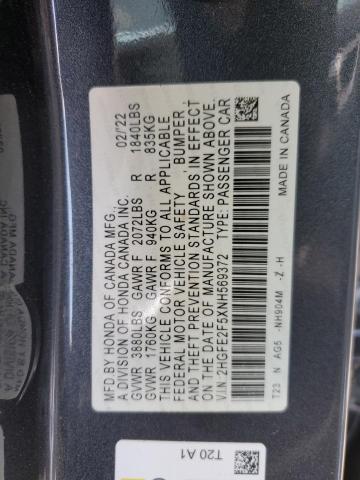 MFD BY HONDA OF CANADA MFG. 02/'22
A DIVISION OF HONDA CANADA INC.
GVWR 3880LBS GAWR F 2072LBS R 1840LBS
GVWR 1760KG GAWR F 940KG R 835KG
THIS VEHICLE CONFORMS TO ALL APPLICABLE
FEDERAL MOTOR VEHICLE SAFETY, BUMPER,
AND THEFT PREVENTION STANDARDS IN EFFECT
ON THE DATE OF MANUFACTURE SHOWN ABOVE.
V.I.N: 2HGFE2F5XNH569372 TYPE: PASSENGER CAR
T23 N AG5 -NH904M -Z -H MADE IN CANADA
T20 A1